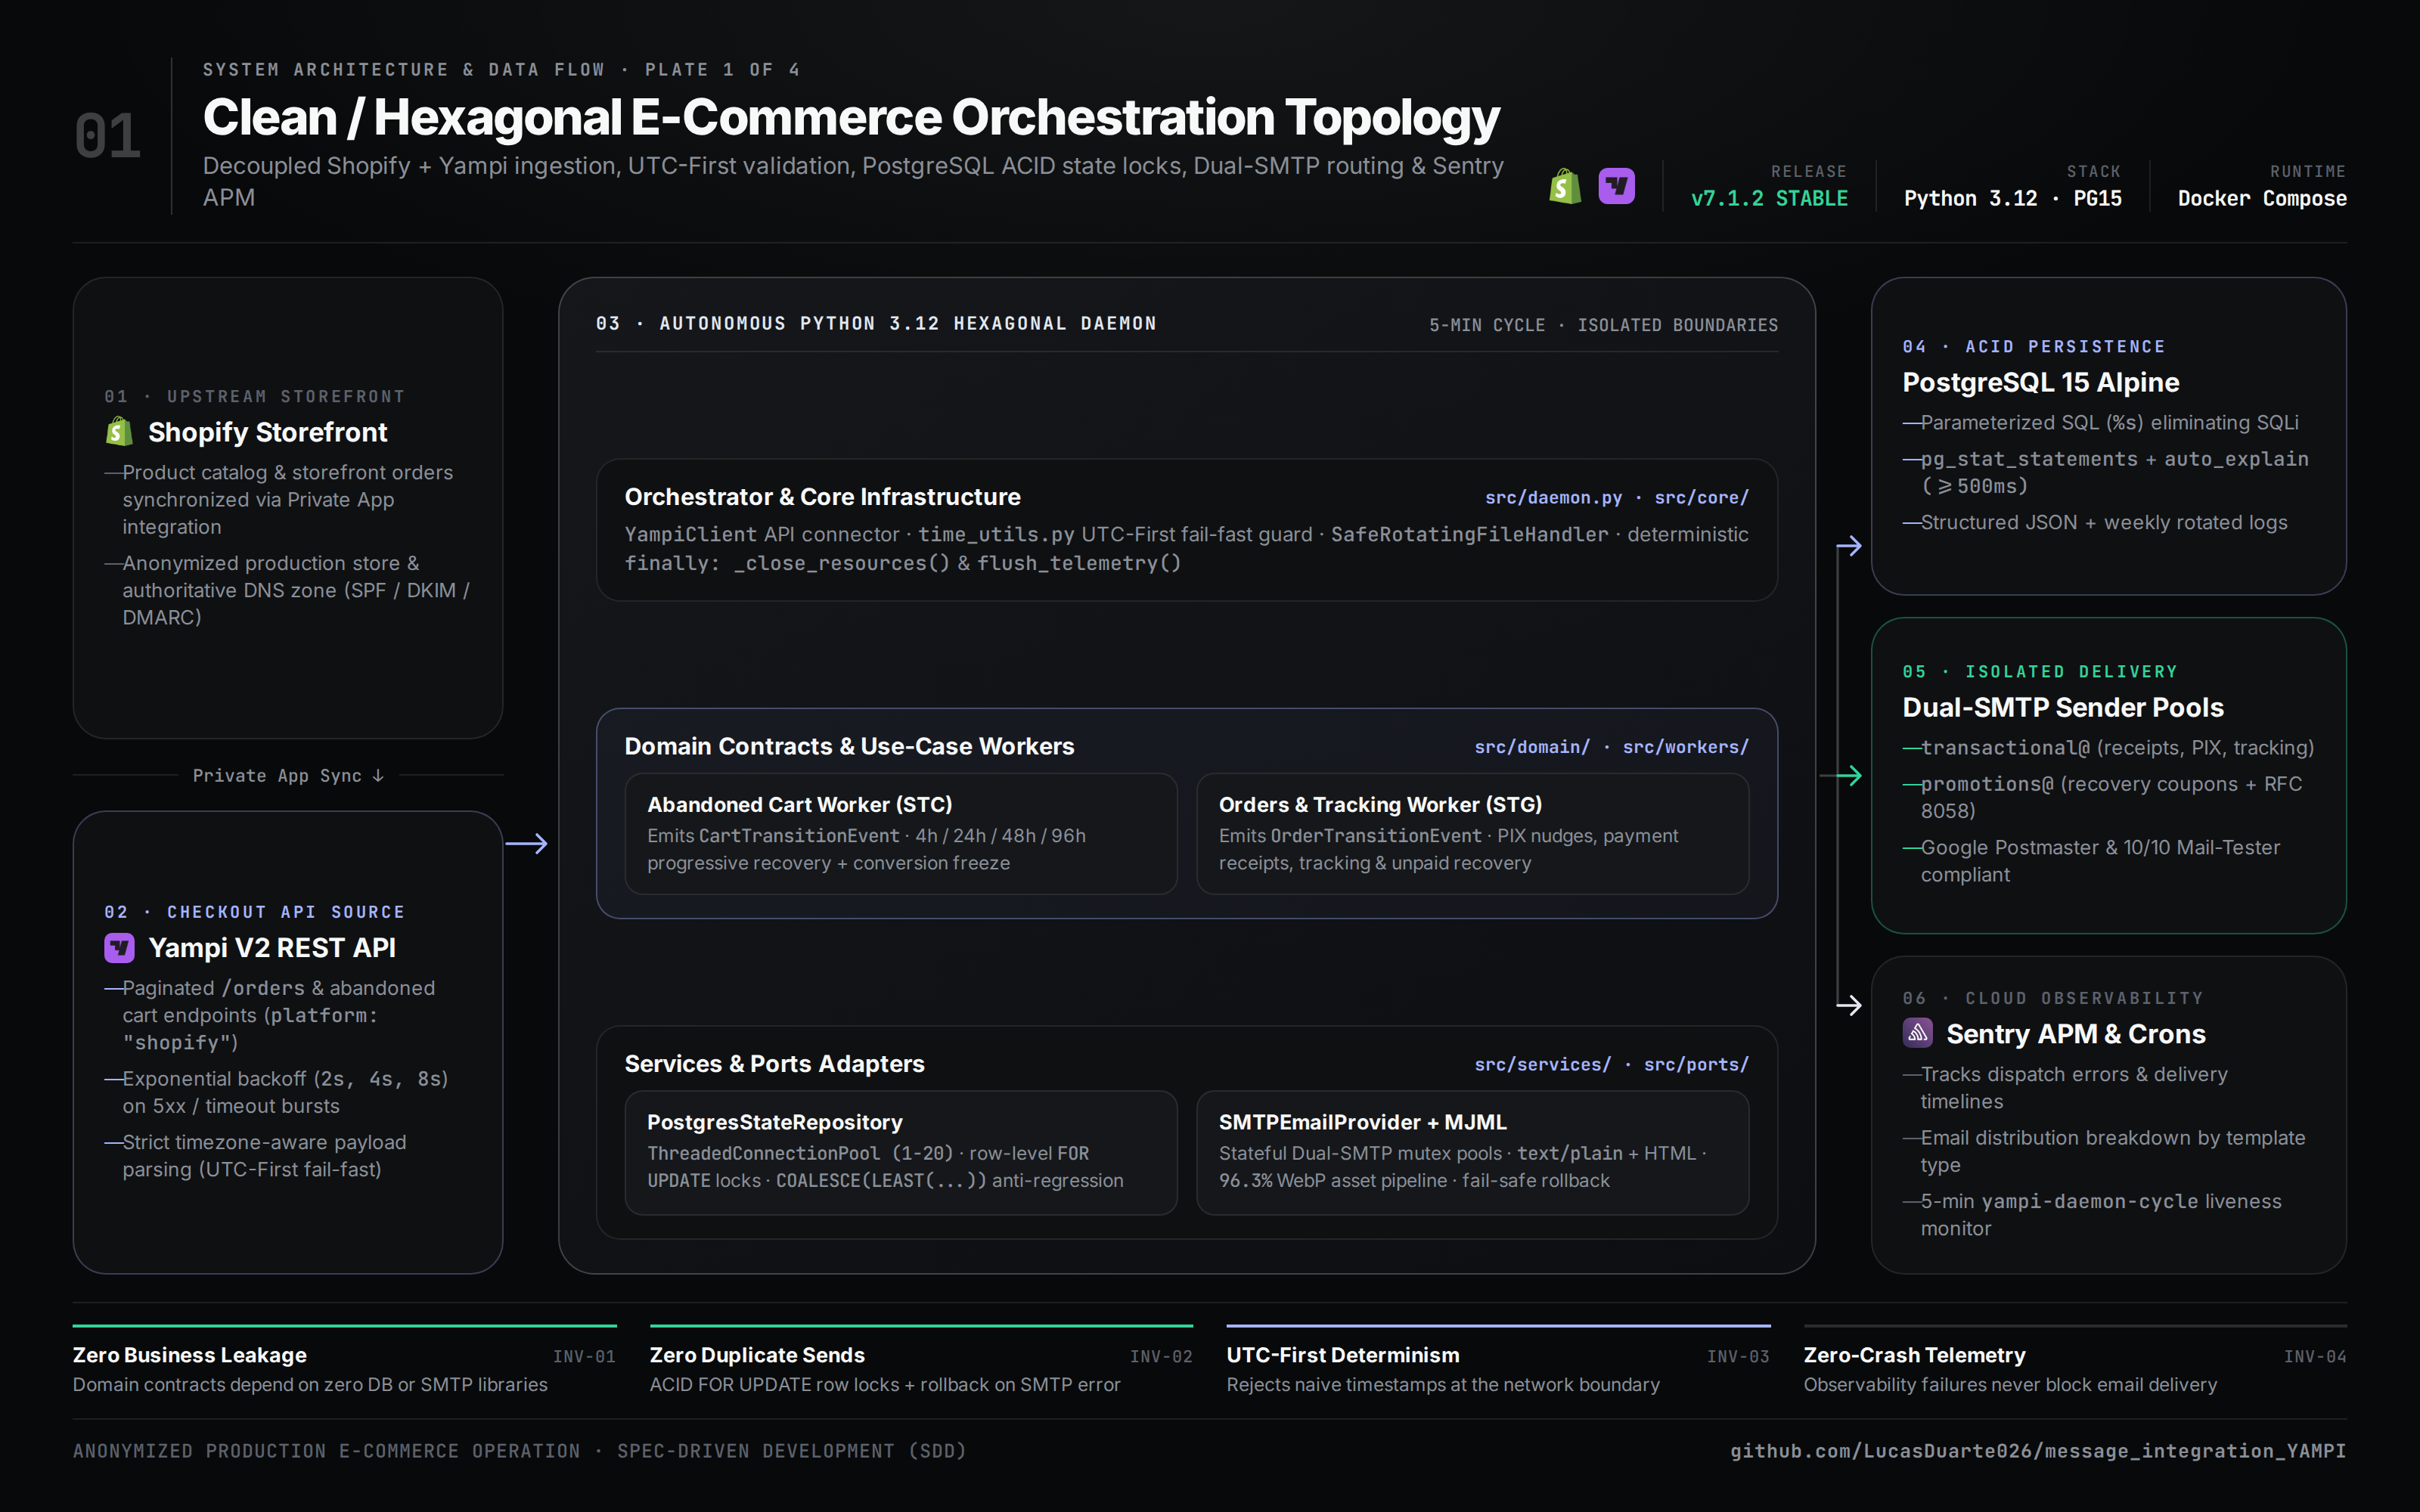 01
SYSTEM ARCHITECTURE & DATA FLOW · PLATE 1 OF 4
Clean / Hexagonal E-Commerce Orchestration Topology
Decoupled Shopify + Yampi ingestion, UTC-First validation, PostgreSQL ACID state locks, Dual-SMTP routing & Sentry
APM
RELEASE
v7.1.2 STABLE
STACK
Python 3.12 · PG15
RUNTIME
Docker Compose
01 · UPSTREAM STOREFRONT
Shopify Storefront
—Product catalog & storefront orders
synchronized via Private App
integration
—Anonymized production store &
authoritative DNS zone (SPF / DKIM /
DMARC)
Private App Sync ↓
02 · CHECKOUT API SOURCE
Yampi V2 REST API
—Paginated /orders & abandoned
cart endpoints (platform:
"shopify")
—Exponential backoff (2s, 4s, 8s)
on 5xx / timeout bursts
—Strict timezone-aware payload
parsing (UTC-First fail-fast)
03 · AUTONOMOUS PYTHON 3.12 HEXAGONAL DAEMON
5-MIN CYCLE · ISOLATED BOUNDARIES
Orchestrator & Core Infrastructure
src/daemon.py · src/core/
YampiClient API connector · time_utils.py UTC-First fail-fast guard · SafeRotatingFileHandler · deterministic
finally: _close_resources() & flush_telemetry()
Domain Contracts & Use-Case Workers
src/domain/ · src/workers/
Abandoned Cart Worker (STC)
Emits CartTransitionEvent · 4h / 24h / 48h / 96h
progressive recovery + conversion freeze
Orders & Tracking Worker (STG)
Emits OrderTransitionEvent · PIX nudges, payment
receipts, tracking & unpaid recovery
Services & Ports Adapters
src/services/ · src/ports/
PostgresStateRepository
ThreadedConnectionPool (1-20) · row-level FOR
UPDATE locks · COALESCE(LEAST(...)) anti-regression
SMTPEmailProvider + MJML
Stateful Dual-SMTP mutex pools · text/plain + HTML ·
96.3% WebP asset pipeline · fail-safe rollback
04 · ACID PERSISTENCE
PostgreSQL 15 Alpine
—Parameterized SQL (%s) eliminating SQLi
—pg_stat_statements + auto_explain
(⩾500ms)
—Structured JSON + weekly rotated logs
05 · ISOLATED DELIVERY
Dual-SMTP Sender Pools
—transactional@ (receipts, PIX, tracking)
—promotions@ (recovery coupons + RFC
8058)
—Google Postmaster & 10/10 Mail-Tester
compliant
06 · CLOUD OBSERVABILITY
Sentry APM & Crons
—Tracks dispatch errors & delivery
timelines
—Email distribution breakdown by template
type
—5-min yampi-daemon-cycle liveness
monitor
Zero Business Leakage
INV-01
Domain contracts depend on zero DB or SMTP libraries
Zero Duplicate Sends
INV-02
ACID FOR UPDATE row locks + rollback on SMTP error
UTC-First Determinism
INV-03
Rejects naive timestamps at the network boundary
Zero-Crash Telemetry
INV-04
Observability failures never block email delivery
ANONYMIZED PRODUCTION E-COMMERCE OPERATION · SPEC-DRIVEN DEVELOPMENT (SDD)
github.com/LucasDuarte026/message_integration_YAMPI